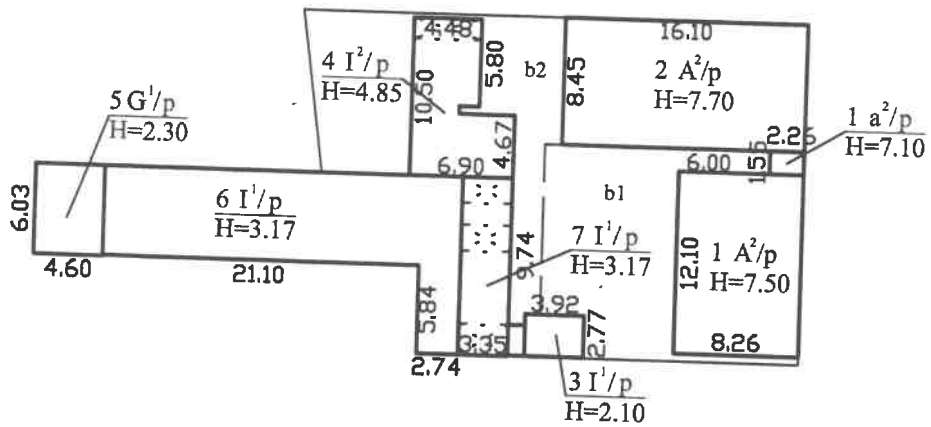 4.48
16.10
4 I²/p
H=4.85
10.50
5.80
b2
8.45
2 A²/p
H=7.70
5 G¹/p
H=2.30
1 a²/p
H=7.10
2.26
1.55
4.67
6.90
6.00
b1
6.03
6 I¹/p
H=3.17
7 I¹/p
H=3.17
9.74
12.10
1 A²/p
H=7.50
4.60
21.10
5.84
3.92
2.77
3.35
8.26
2.74
3 I¹/p
H=2.10